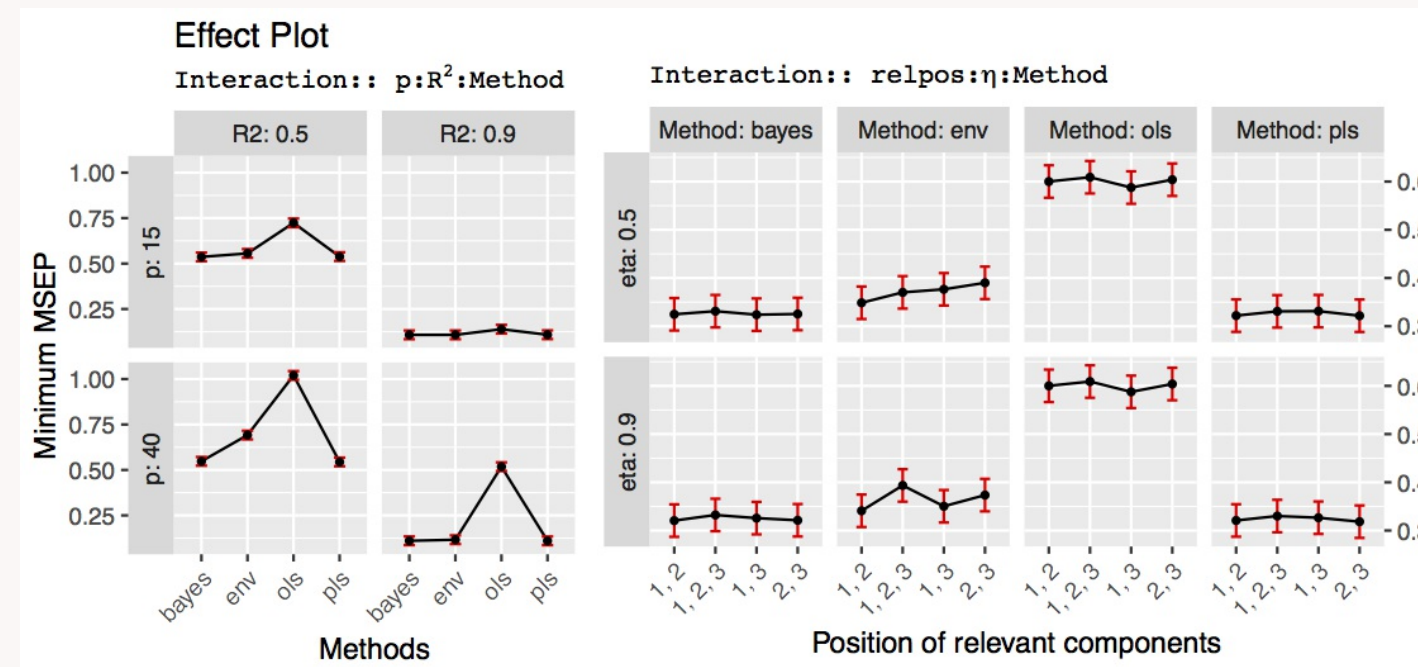 Effect Plot
Interaction:: p:R²:Method
R2: 0.5 R2: 0.9
Minimum MSEP
p: 15
1.00
0.75
0.50
0.25
p: 40
1.00
0.75
0.50
0.25
bayes env ols pls bayes env ols pls
Methods
Interaction:: relpos:η:Method
Method: bayes Method: env Method: ols Method: pls
eta: 0.5
eta: 0.9
1, 2 1, 2, 3 1, 3 2, 3 1, 2 1, 2, 3 1, 3 2, 3 1, 2 1, 2, 3 1, 3 2, 3 1, 2 1, 2, 3 1, 3 2, 3
Position of relevant components